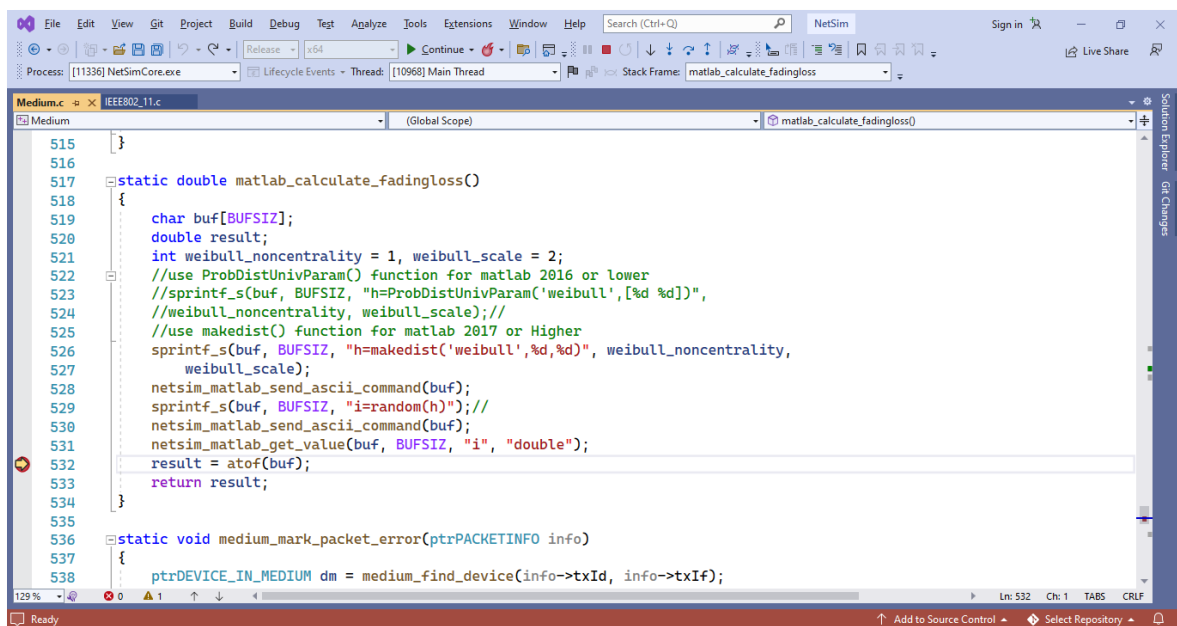 File Edit View Git Project Build Debug Test Analyze Tools Extensions Window Help Search (Ctrl+Q) NetSim Sign in
Release x64 Continue Live Share
Process: [11336] NetSimCore.exe Lifecycle Events Thread: [10968] Main Thread Stack Frame: matlab_calculate_fadingloss
Medium.c IEEE802_11.c
Medium (Global Scope) matlab_calculate_fadingloss()
515 }
516
517 static double matlab_calculate_fadingloss()
518 {
519 char buf[BUFSIZ];
520 double result;
521 int weibull_noncentrality = 1, weibull_scale = 2;
522 //use ProbDistUnivParam() function for matlab 2016 or lower
523 //sprintf_s(buf, BUFSIZ, "h=ProbDistUnivParam('weibull',[%d %d])",
524 //weibull_noncentrality, weibull_scale);//
525 //use makedist() function for matlab 2017 or Higher
526 sprintf_s(buf, BUFSIZ, "h=makedist('weibull',%d,%d)", weibull_noncentrality,
527 weibull_scale);
528 netsim_matlab_send_ascii_command(buf);
529 sprintf_s(buf, BUFSIZ, "i=random(h)");//
530 netsim_matlab_send_ascii_command(buf);
531 netsim_matlab_get_value(buf, BUFSIZ, "i", "double");
532 result = atof(buf);
533 return result;
534 }
535
536 static void medium_mark_packet_error(ptrPACKETINFO info)
537 {
538 ptrDEVICE_IN_MEDIUM dm = medium_find_device(info->txId, info->txIf);
129 % 0 1 Ln: 532 Ch: 1 TABS CRLF
Ready Add to Source Control Select Repository
Solution Explorer
Git Changes